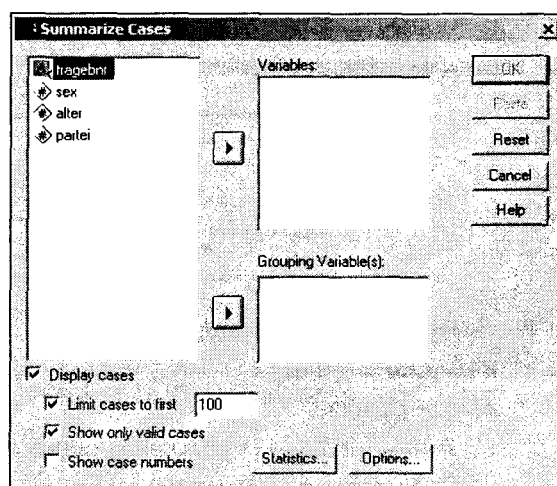 Summarize Cases
fragebnr
sex
alter
partei
Variables:
Grouping Variable(s):
OK
Paste
Reset
Cancel
Help
Display cases
Limit cases to first 100
Show only valid cases
Show case numbers
Statistics...
Options...